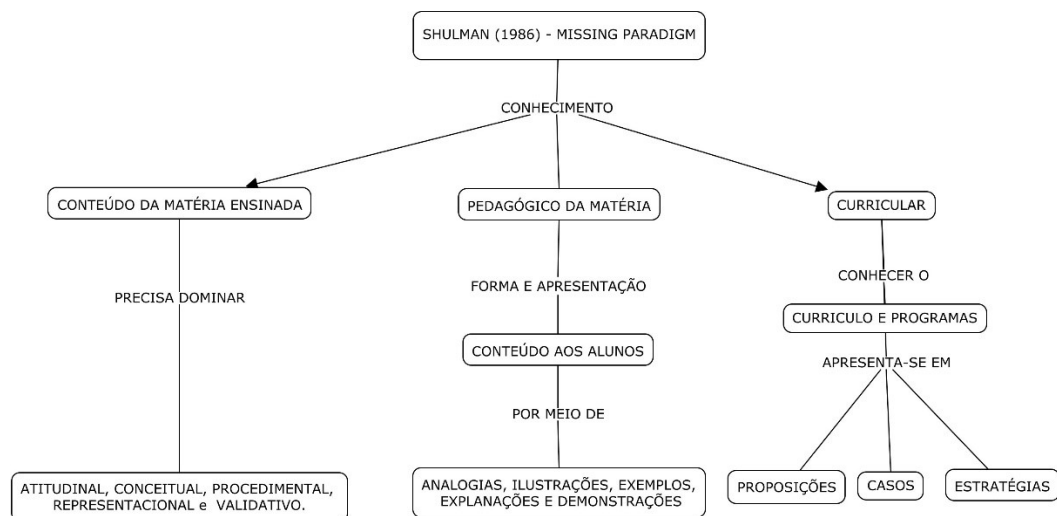 SHULMAN (1986) - MISSING PARADIGM
CONHECIMENTO
CONTEÚDO DA MATÉRIA ENSINADA
PEDAGÓGICO DA MATÉRIA
CURRICULAR
PRECISA DOMINAR
FORMA E APRESENTAÇÃO
CONHECER O
CURRICULO E PROGRAMAS
CONTEÚDO AOS ALUNOS
APRESENTA-SE EM
POR MEIO DE
ATITUDINAL, CONCEITUAL, PROCEDIMENTAL,
REPRESENTACIONAL e VALIDATIVO.
ANALOGIAS, ILUSTRAÇÕES, EXEMPLOS,
EXPLANAÇÕES E DEMONSTRAÇÕES
PROPOSIÇÕES
CASOS
ESTRATÉGIAS